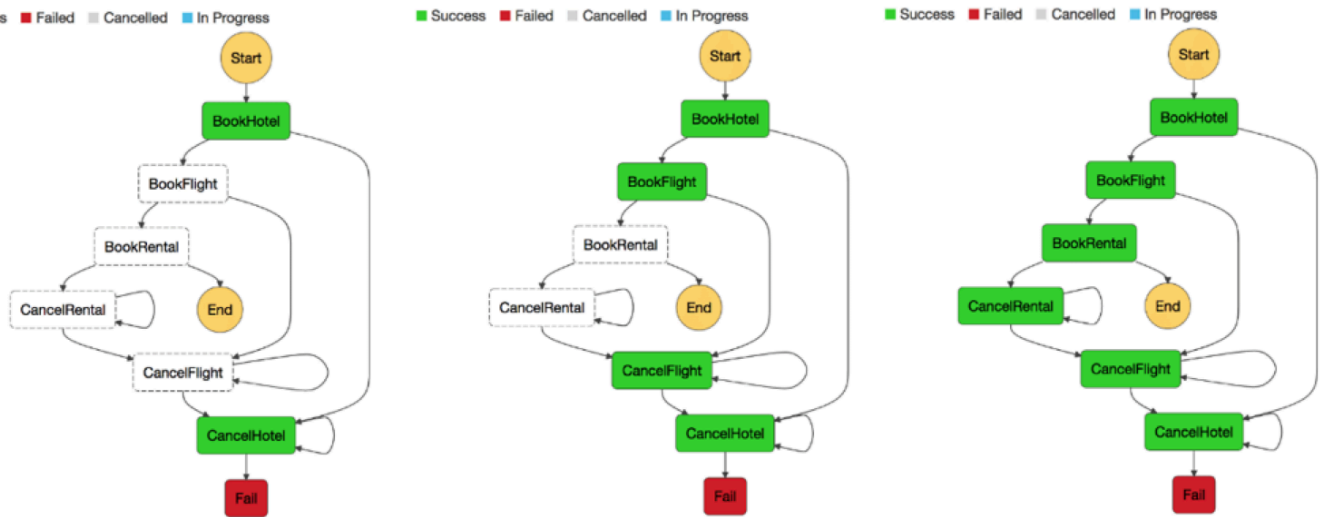 s Failed Cancelled In Progress
Start
BookHotel
BookFlight
BookRental
CancelRental
End
CancelFlight
CancelHotel
Fail
Success Failed Cancelled In Progress
Start
BookHotel
BookFlight
BookRental
CancelRental
End
CancelFlight
CancelHotel
Fail
Success Failed Cancelled In Progress
Start
BookHotel
BookFlight
BookRental
CancelRental
End
CancelFlight
CancelHotel
Fail